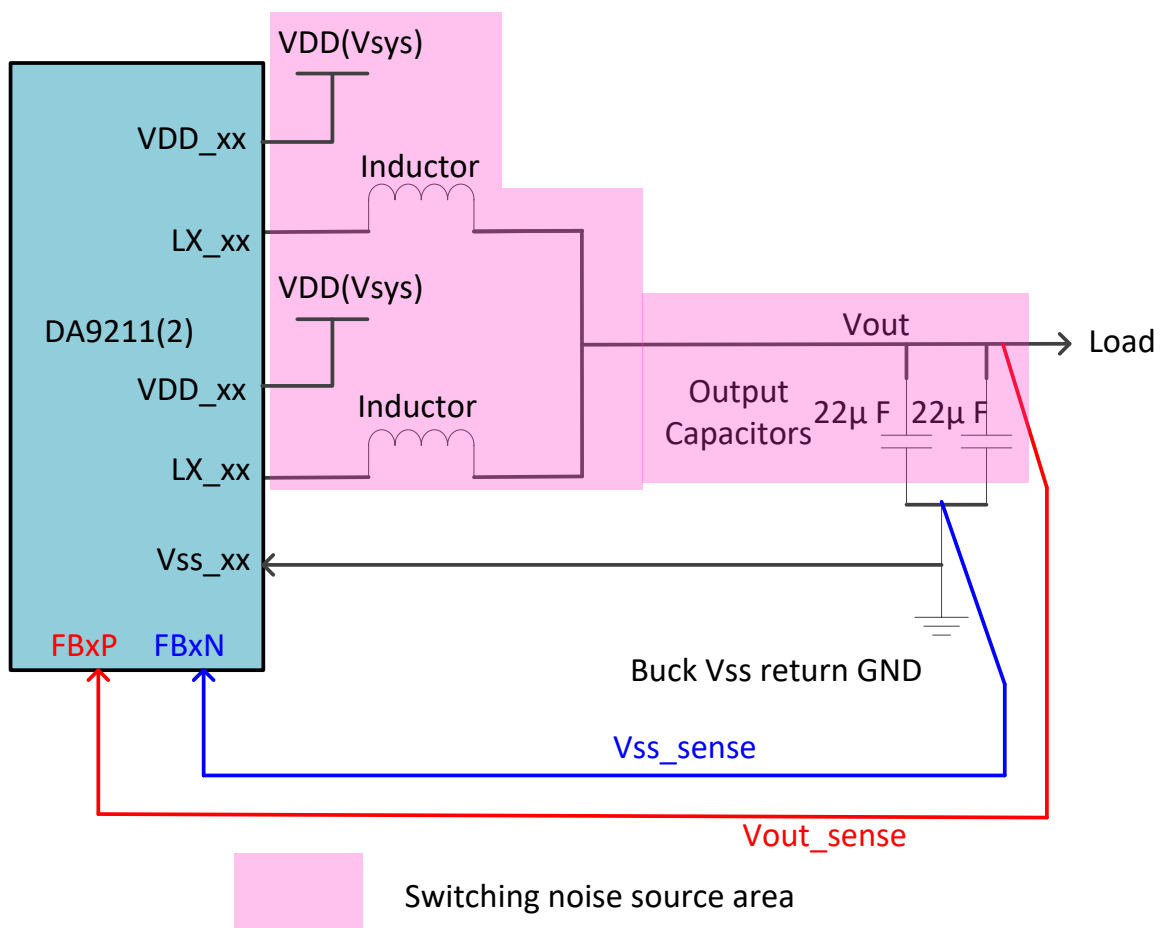 VDD(Vsys)
VDD_xx
Inductor
LX_xx
VDD(Vsys)
DA9211(2)
Vout
Load
VDD_xx
Inductor
Output
Capacitors
22µ F
22µ F
LX_xx
Vss_xx
FBxP
FBxN
Buck Vss return GND
Vss_sense
Vout_sense
Switching noise source area